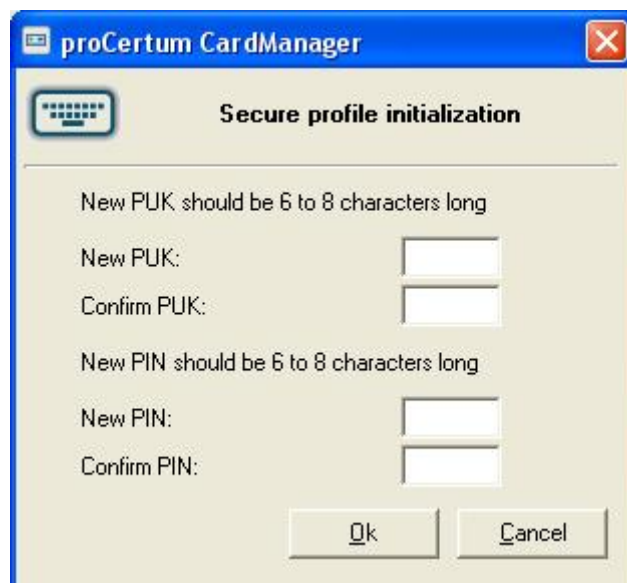 proCertum CardManager
Secure profile initialization
New PUK should be 6 to 8 characters long
New PUK:
Confirm PUK:
New PIN should be 6 to 8 characters long
New PIN:
Confirm PIN:
Ok Cancel